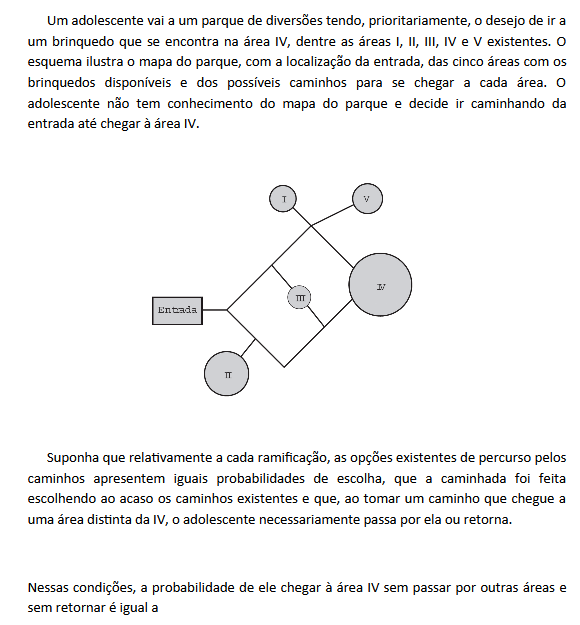 Um adolescente vai a um parque de diversões tendo, prioritariamente, o desejo de ir a
um brinquedo que se encontra na área IV, dentre as áreas I, II, III, IV e V existentes. O
esquema ilustra o mapa do parque, com a localização da entrada, das cinco áreas com os
brinquedos disponíveis e dos possíveis caminhos para se chegar a cada área. O
adolescente não tem conhecimento do mapa do parque e decide ir caminhando da
entrada até chegar à área IV.
I
V
IV
III
Entrada
II
Suponha que relativamente a cada ramificação, as opções existentes de percurso pelos
caminhos apresentem iguais probabilidades de escolha, que a caminhada foi feita
escolhendo ao acaso os caminhos existentes e que, ao tomar um caminho que chegue a
uma área distinta da IV, o adolescente necessariamente passa por ela ou retorna.
Nessas condições, a probabilidade de ele chegar à área IV sem passar por outras áreas e
sem retornar é igual a